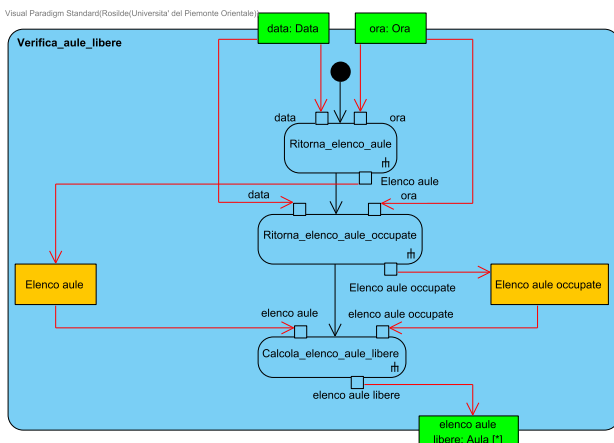 Visual Paradigm Standard(Rosilde(Universita' del Piemonte Orientale))
data: Data
ora: Ora
Verifica_aule_libere
data
ora
Ritorna_elenco_aule
Elenco aule
data
ora
Ritorna_elenco_aule_occupate
Elenco aule
Elenco aule occupate
Elenco aule occupate
elenco aule
elenco aule occupate
Calcola_elenco_aule_libere
elenco aule libere
elenco aule
libere: Aula [*]